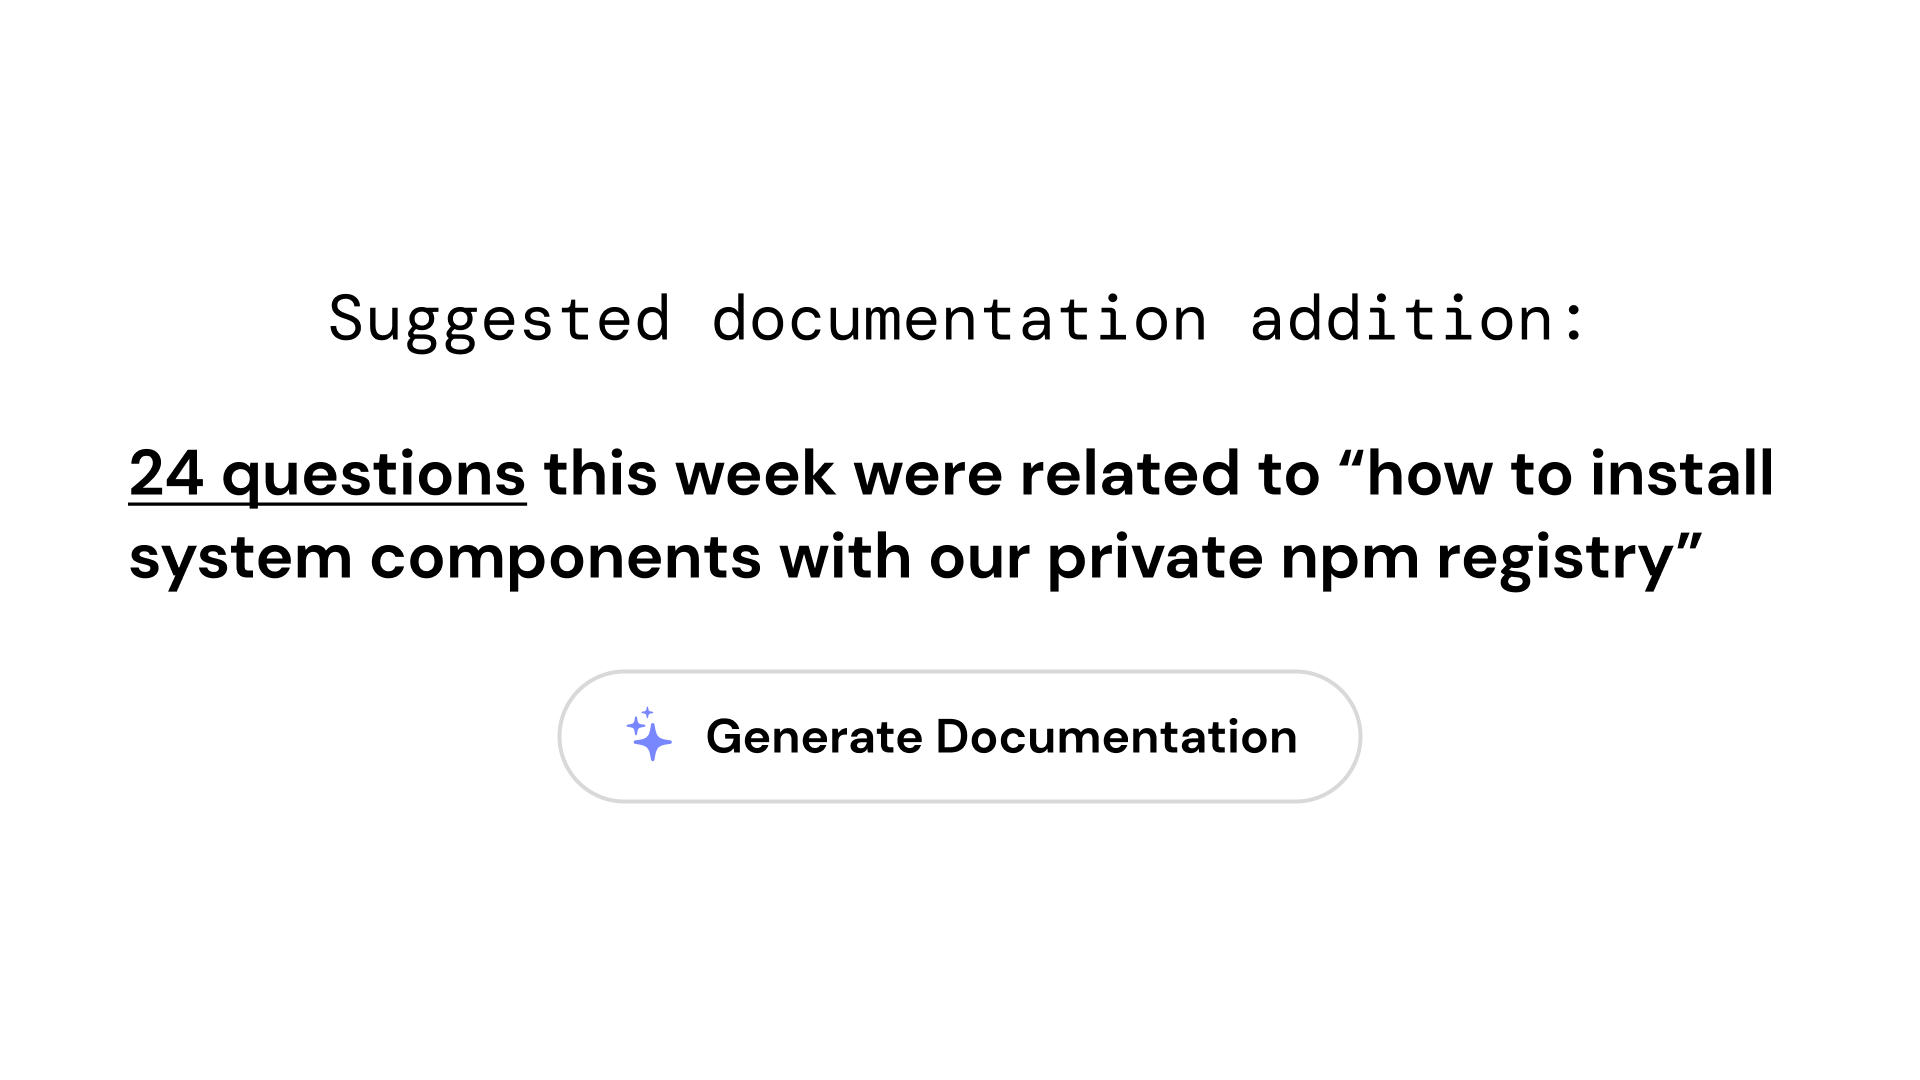 Suggested documentation addition:
24 questions this week were related to “how to install
system components with our private npm registry”
Generate Documentation